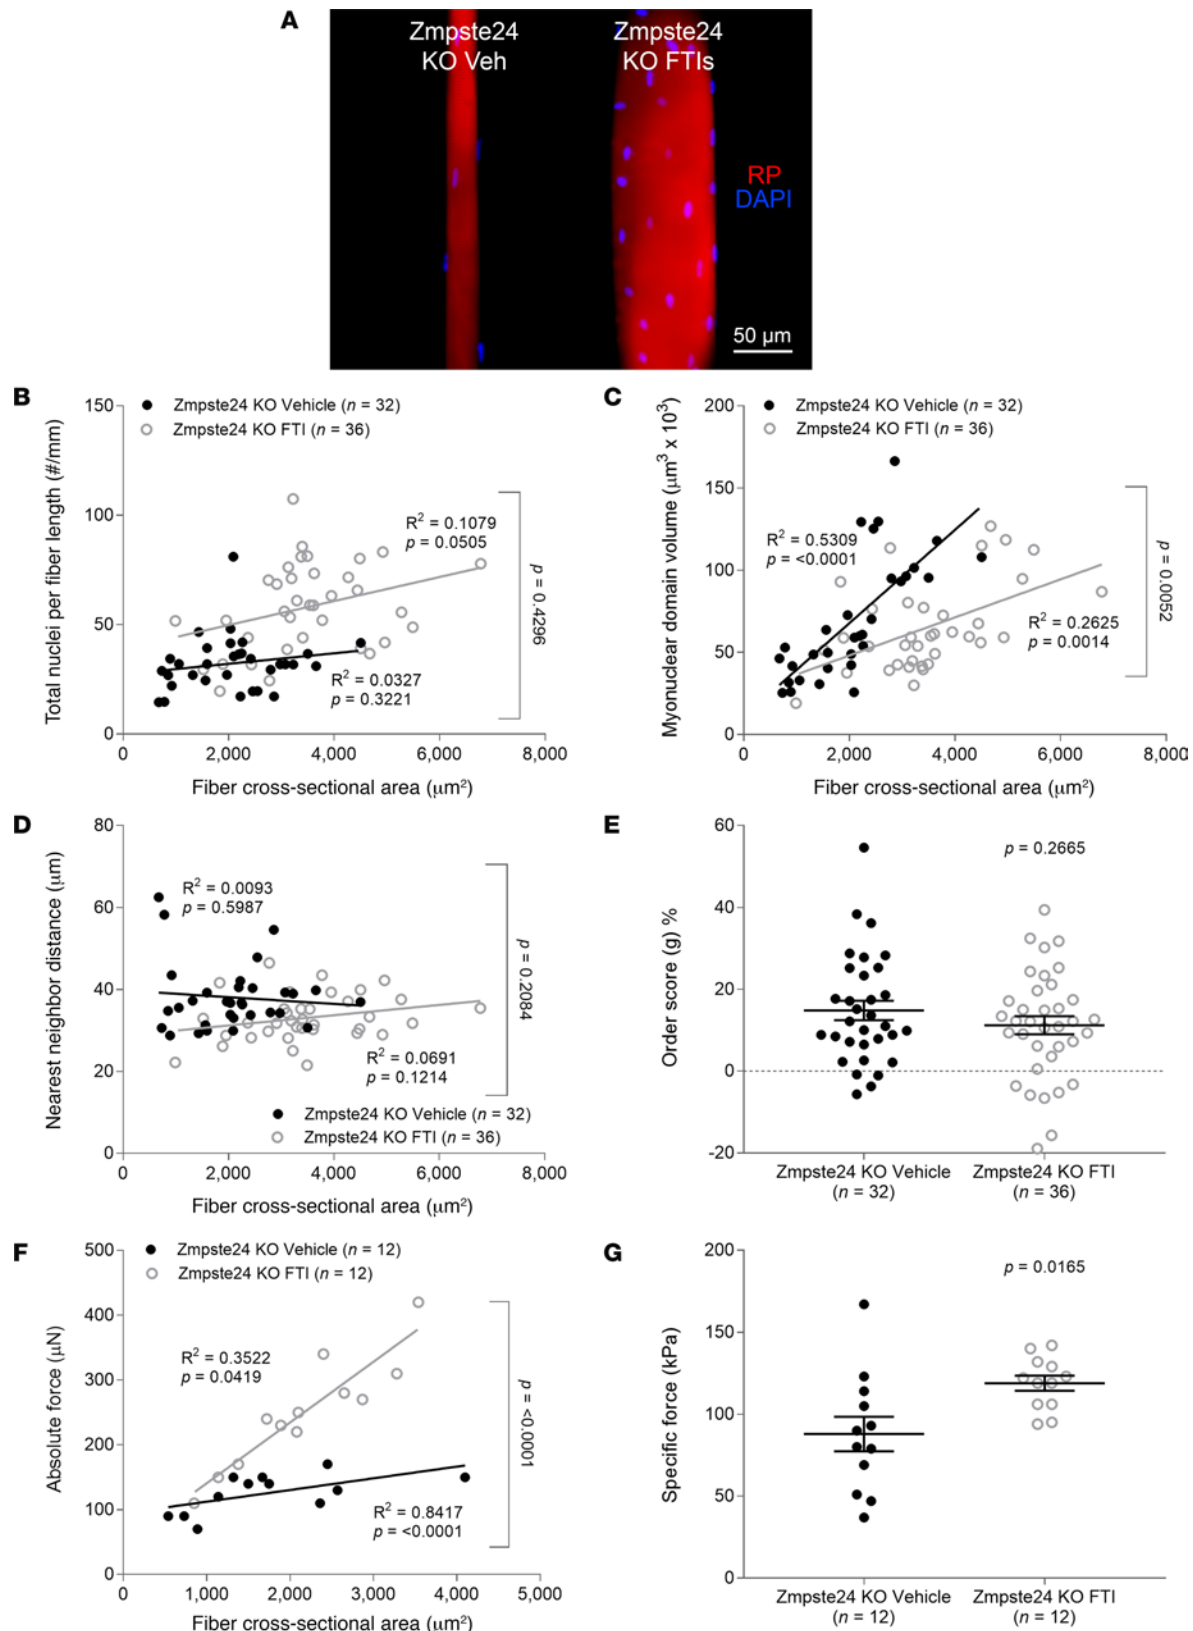 A
Zmpste24
KO Veh
Zmpste24
KO FTIs
RP
DAPI
50 µm
B
Zmpste24 KO Vehicle (n = 32)
Zmpste24 KO FTI (n = 36)
Total nuclei per fiber length (#/mm)
150
100
50
0
R² = 0.1079
p = 0.0505
R² = 0.0327
p = 0.3221
p = 0.4296
0 2,000 4,000 6,000 8,000
Fiber cross-sectional area (µm²)
C
Zmpste24 KO Vehicle (n = 32)
Zmpste24 KO FTI (n = 36)
Myonuclear domain volume (µm³ x 10³)
200
150
100
50
0
R² = 0.5309
p = <0.0001
R² = 0.2625
p = 0.0014
p = 0.0052
0 2,000 4,000 6,000 8,000
Fiber cross-sectional area (µm²)
D
Nearest neighbor distance (µm)
80
60
40
20
0
R² = 0.0093
p = 0.5987
R² = 0.0691
p = 0.1214
p = 0.2084
Zmpste24 KO Vehicle (n = 32)
Zmpste24 KO FTI (n = 36)
0 2,000 4,000 6,000 8,000
Fiber cross-sectional area (µm²)
E
Order score (g) %
60
40
20
0
-20
p = 0.2665
Zmpste24 KO Vehicle
(n = 32)
Zmpste24 KO FTI
(n = 36)
F
Zmpste24 KO Vehicle (n = 12)
Zmpste24 KO FTI (n = 12)
Absolute force (µN)
500
400
300
200
100
0
R² = 0.3522
p = 0.0419
R² = 0.8417
p = <0.0001
p = <0.0001
0 1,000 2,000 3,000 4,000 5,000
Fiber cross-sectional area (µm²)
G
Specific force (kPa)
200
150
100
50
0
p = 0.0165
Zmpste24 KO Vehicle
(n = 12)
Zmpste24 KO FTI
(n = 12)